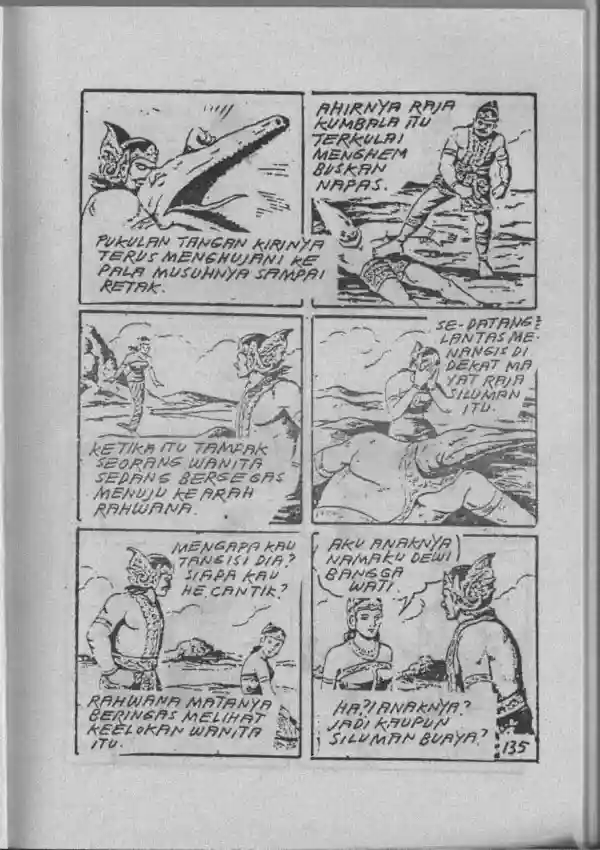 PUKULAN TANGAN KIRINYA
TERUS MENGHUJANI KE
PALA MUSUHNYA SAMPAI
RETAK.
AHIRNYA RAJA
KUMBALA ITU
TERKULAI
MENGHEM
BUSKAN
NAPAS.
KETIKA ITU TAMPAK
SEORANG WANITA
SEDANG BERGEGAS
MENUJU KEARAH
RAHWANA.
SE-DATANG2
LANTAS ME-
NANGIS DI
DEKAT MA
YAT RAJA
SILUMAN
ITU.
MENGAPA KAU
TANGISI DIA?
SIAPA KAU
HE, CANTIK?
RAHWANA MATANYA
BERINGAS MELIHAT
KEELOKAN WANITA
ITU.
AKU ANAKNYA
NAMAKU DEWI
BANGGA
WATI.
HA?! ANAKNYA?
JADI KAUPUN
SILUMAN BUAYA?
135